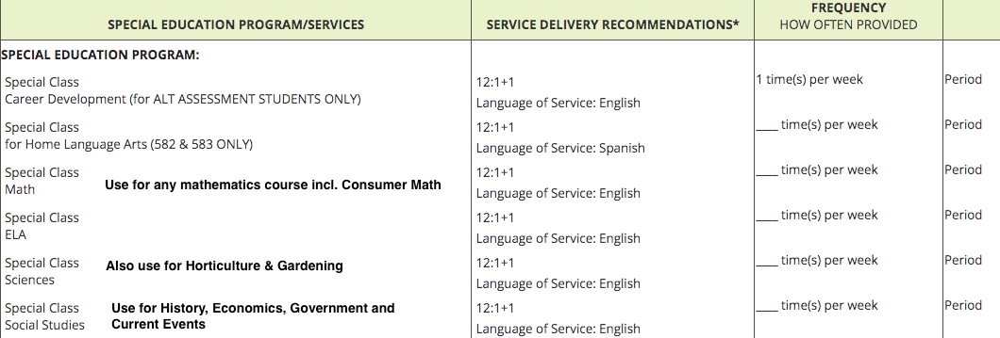 SPECIAL EDUCATION PROGRAM/SERVICES
SERVICE DELIVERY RECOMMENDATIONS*
FREQUENCY
HOW OFTEN PROVIDED
SPECIAL EDUCATION PROGRAM:
Special Class
Career Development (for ALT ASSESSMENT STUDENTS ONLY)
12:1+1
Language of Service: English
1 time(s) per week
Period
Special Class
for Home Language Arts (582 & 583 ONLY)
12:1+1
Language of Service: Spanish
___ time(s) per week
Period
Special Class
Math
Use for any mathematics course incl. Consumer Math
12:1+1
Language of Service: English
___ time(s) per week
Period
Special Class
ELA
12:1+1
Language of Service: English
___ time(s) per week
Period
Special Class
Sciences
Also use for Horticulture & Gardening
12:1+1
Language of Service: English
___ time(s) per week
Period
Special Class
Social Studies
Use for History, Economics, Government and
Current Events
12:1+1
Language of Service: English
___ time(s) per week
Period